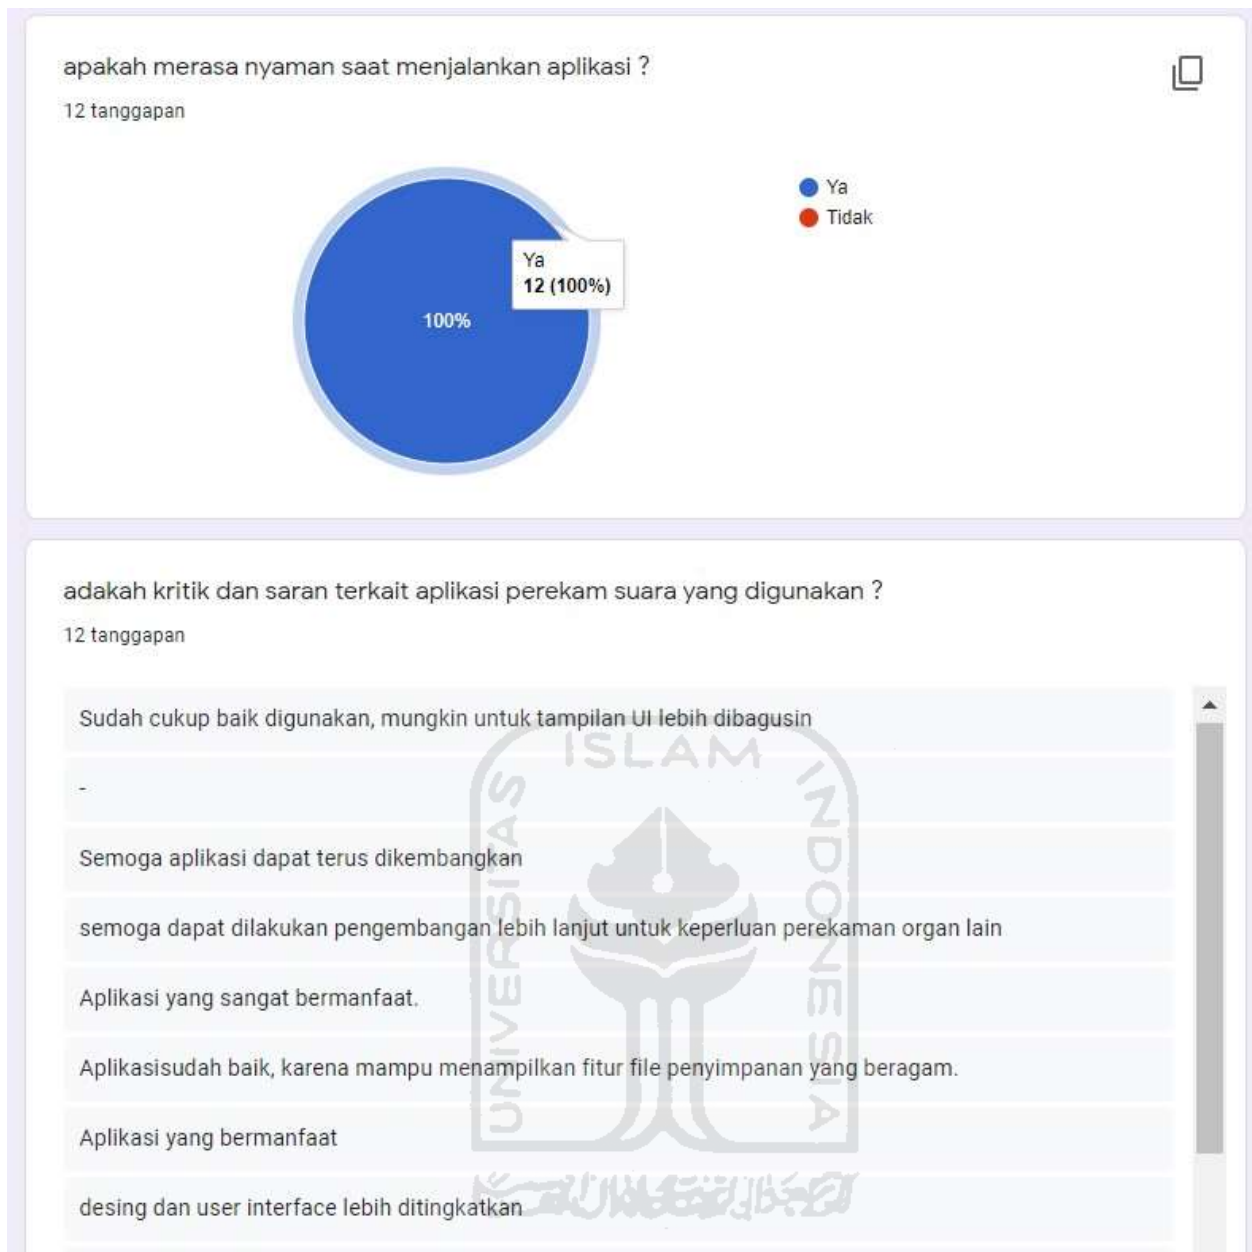 apakah merasa nyaman saat menjalankan aplikasi ?
12 tanggapan
Ya
Tidak
Ya
12 (100%)
100%
adakah kritik dan saran terkait aplikasi perekam suara yang digunakan ?
12 tanggapan
Sudah cukup baik digunakan, mungkin untuk tampilan UI lebih dibagusin
-
Semoga aplikasi dapat terus dikembangkan
semoga dapat dilakukan pengembangan lebih lanjut untuk keperluan perekaman organ lain
Aplikasi yang sangat bermanfaat.
Aplikasisudah baik, karena mampu menampilkan fitur file penyimpanan yang beragam.
Aplikasi yang bermanfaat
desing dan user interface lebih ditingkatkan
UNIVERSITAS
ISLAM
INDONESIA